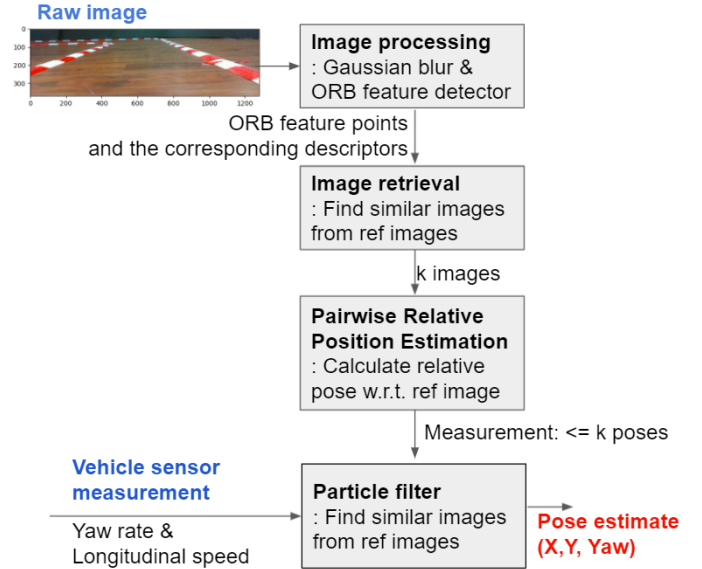 Raw image
0
100
200
300
0
200
400
600
800
1000
1200
Image processing
: Gaussian blur &
ORB feature detector
ORB feature points
and the corresponding descriptors
Image retrieval
: Find similar images
from ref images
k images
Pairwise Relative
Position Estimation
: Calculate relative
pose w.r.t. ref image
Measurement: <= k poses
Vehicle sensor
measurement
Yaw rate &
Longitudinal speed
Particle filter
: Find similar images
from ref images
Pose estimate
(X,Y, Yaw)